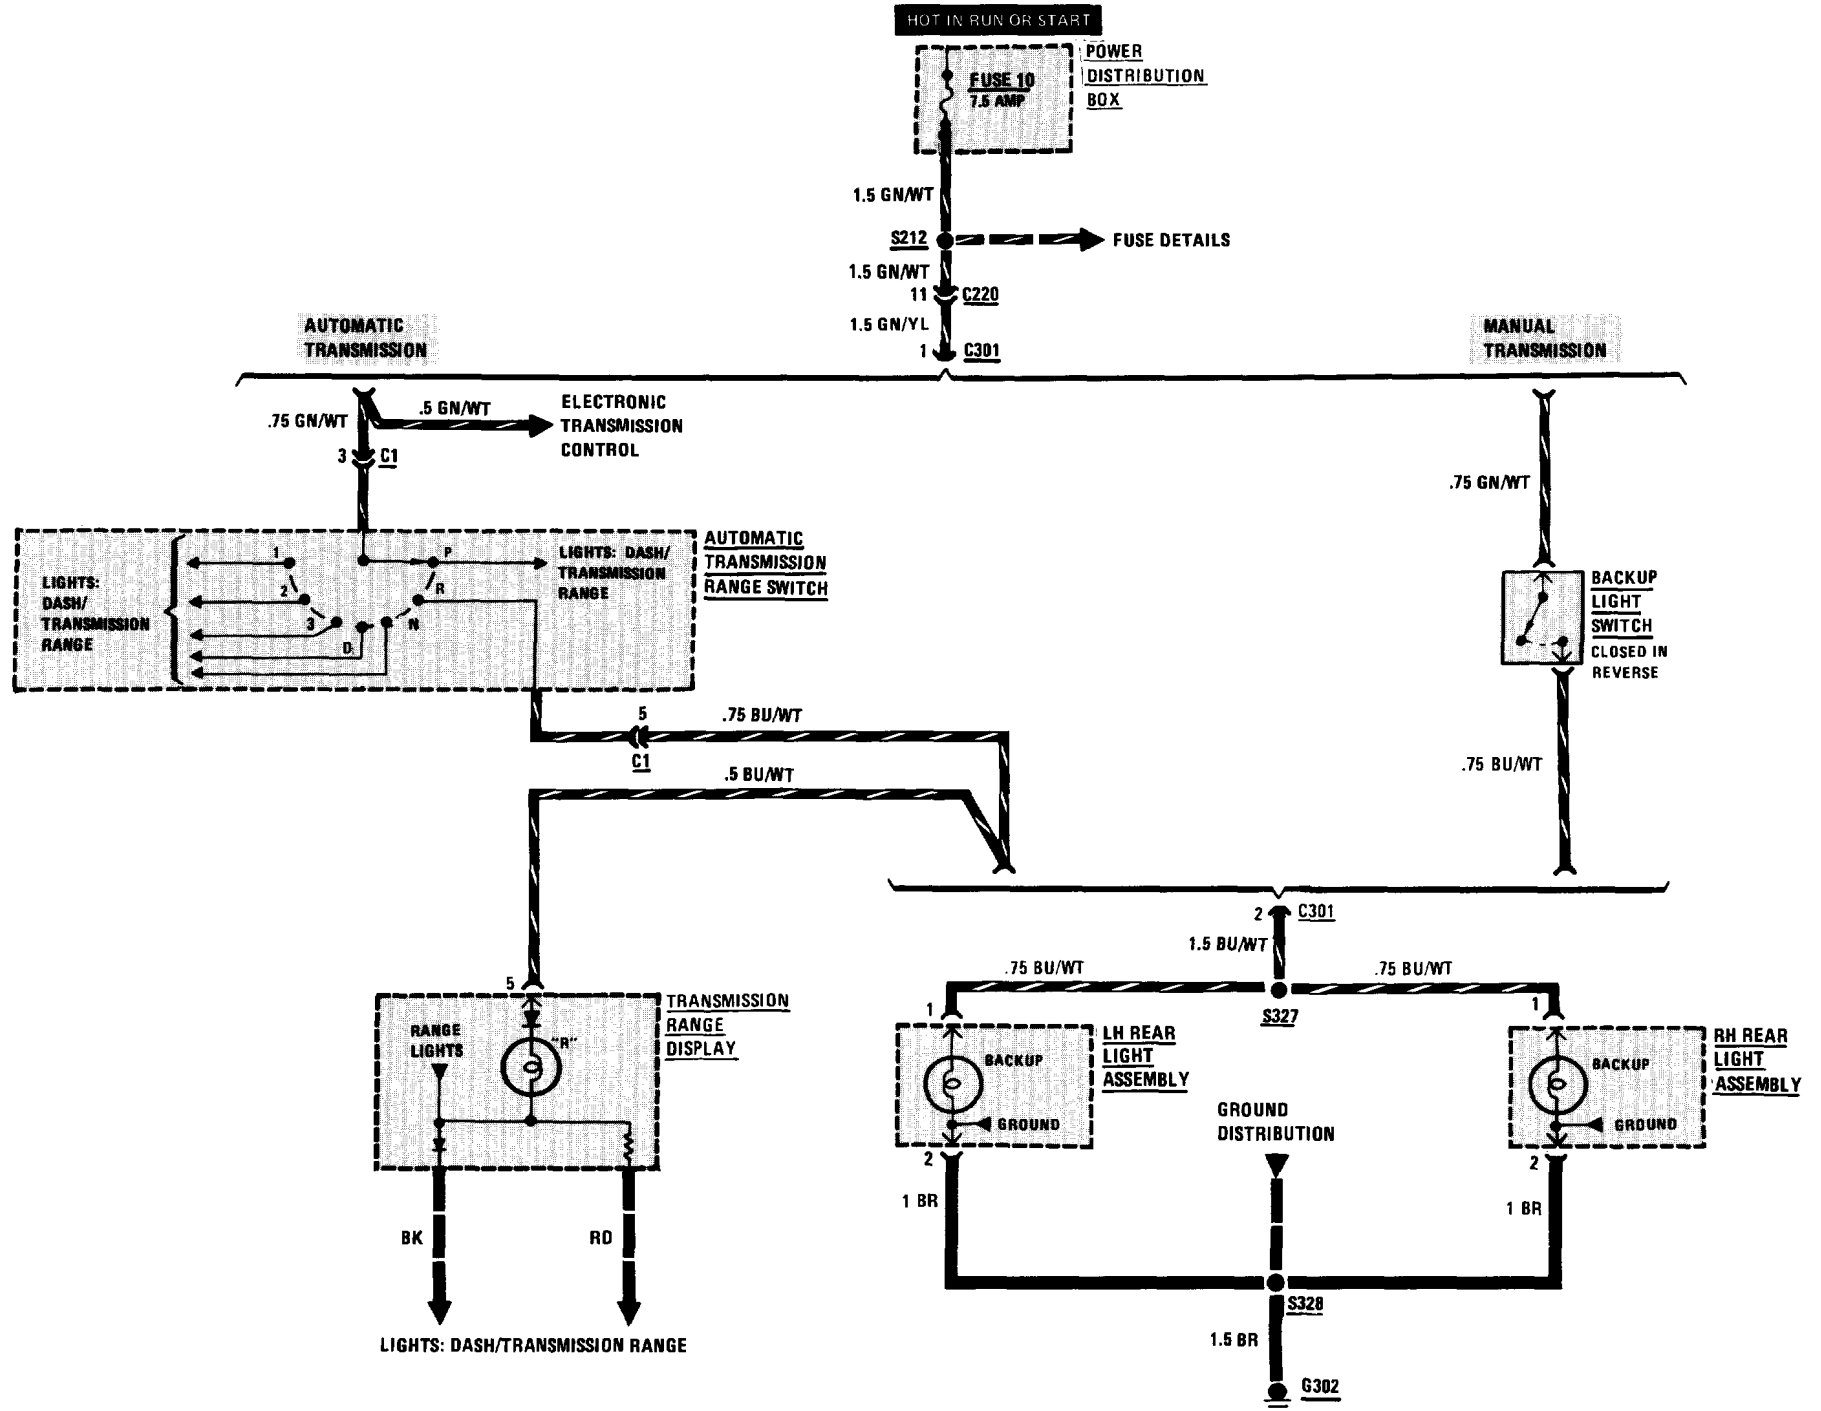 HOT IN RUN OR START
POWER
DISTRIBUTION
BOX
FUSE 10
7.5 AMP
1.5 GN/WT
S212
FUSE DETAILS
1.5 GN/WT
11
C220
1.5 GN/YL
1
C301
AUTOMATIC
TRANSMISSION
MANUAL
TRANSMISSION
.75 GN/WT
.5 GN/WT
ELECTRONIC
TRANSMISSION
CONTROL
3
C1
.75 GN/WT
AUTOMATIC
TRANSMISSION
RANGE SWITCH
LIGHTS:
DASH/
TRANSMISSION
RANGE
1
2
3
D
N
R
P
LIGHTS: DASH/
TRANSMISSION
RANGE
BACKUP
LIGHT
SWITCH
CLOSED IN
REVERSE
5
C1
.75 BU/WT
.5 BU/WT
.75 BU/WT
2
C301
1.5 BU/WT
.75 BU/WT
.75 BU/WT
S327
5
TRANSMISSION
RANGE
DISPLAY
RANGE
LIGHTS
"R"
BK
RD
LIGHTS: DASH/TRANSMISSION RANGE
1
LH REAR
LIGHT
ASSEMBLY
BACKUP
GROUND
2
1 BR
GROUND
DISTRIBUTION
1
RH REAR
LIGHT
ASSEMBLY
BACKUP
GROUND
2
1 BR
S328
1.5 BR
G302